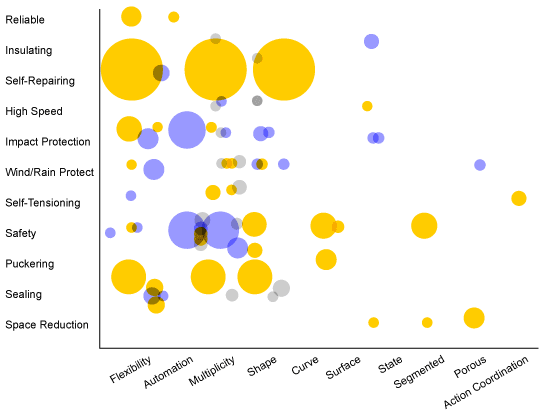 Reliable
Insulating
Self-Repairing
High Speed
Impact Protection
Wind/Rain Protect
Self-Tensioning
Safety
Puckering
Sealing
Space Reduction
Flexibility
Automation
Multiplicity
Shape
Curve
Surface
State
Segmented
Porous
Action Coordination